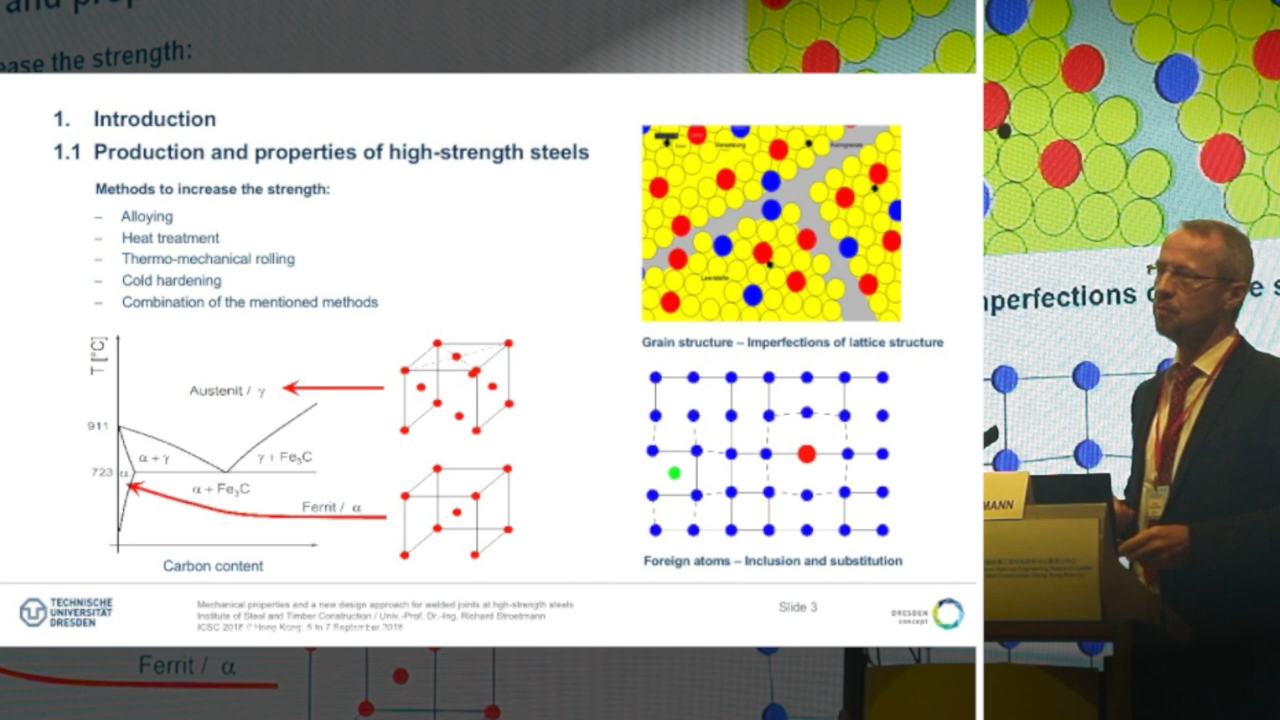 and prop
ease the strength:
1. Introduction
1.1 Production and properties of high-strength steels
Methods to increase the strength:
– Alloying
– Heat treatment
– Thermo-mechanical rolling
– Cold hardening
– Combination of the mentioned methods
T [°C]
Austenit / γ
911
α + γ
γ + Fe3C
723
α
α + Fe3C
Ferrit / α
Carbon content
Versetzung
Korngrenze
Leerstelle
Grain structure – Imperfections of lattice structure
Foreign atoms – Inclusion and substitution
TECHNISCHE
UNIVERSITÄT
DRESDEN
Mechanical properties and a new design approach for welded joints at hgh-strength steels
Institute of Steel and Timber Construction / Univ.-Prof. Dr.-Ing. Richard Stroetmann
ICSC 2018 // Hong Kong, 5 to 7 September 2018
Slide 3
DRESDEN
concept
Ferrit / α
nperfections
e s
MANN